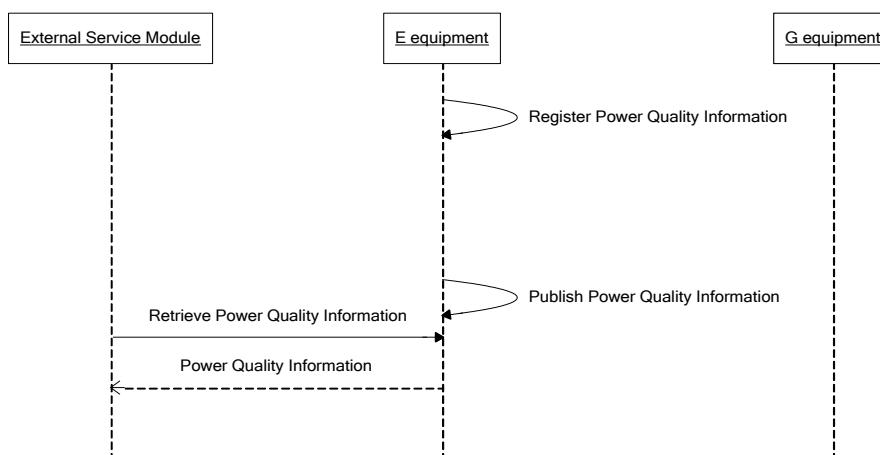 External Service Module
E equipment
G equipment
Register Power Quality Information
Publish Power Quality Information
Retrieve Power Quality Information
Power Quality Information